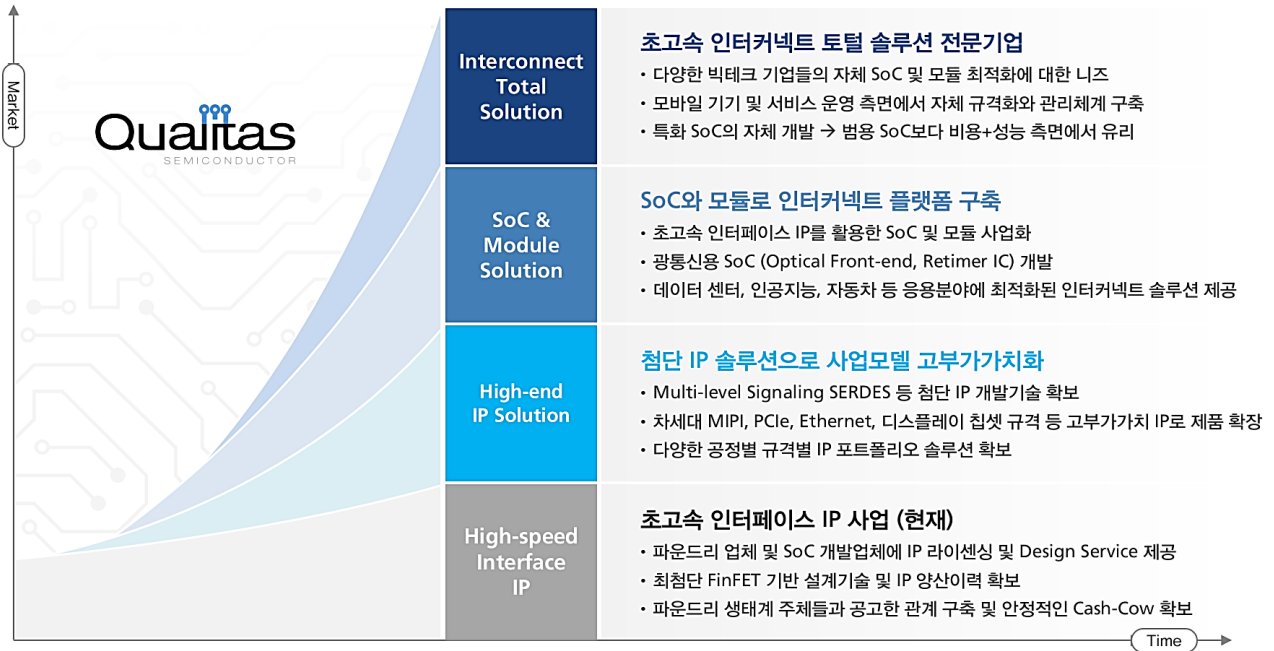 Market
Qualitas
SEMICONDUCTOR
Interconnect
Total
Solution
초고속 인터커넥트 토털 솔루션 전문기업
• 다양한 빅테크 기업들의 자체 SoC 및 모듈 최적화에 대한 니즈
• 모바일 기기 및 서비스 운영 측면에서 자체 규격화와 관리체계 구축
• 특화 SoC의 자체 개발 → 범용 SoC보다 비용+성능 측면에서 유리
SoC &
Module
Solution
SoC와 모듈로 인터커넥트 플랫폼 구축
• 초고속 인터페이스 IP를 활용한 SoC 및 모듈 사업화
• 광통신용 SoC (Optical Front-end, Retimer IC) 개발
• 데이터 센터, 인공지능, 자동차 등 응용분야에 최적화된 인터커넥트 솔루션 제공
High-end
IP Solution
첨단 IP 솔루션으로 사업모델 고부가가치화
• Multi-level Signaling SERDES 등 첨단 IP 개발기술 확보
• 차세대 MIPI, PCIe, Ethernet, 디스플레이 칩셋 규격 등 고부가가치 IP로 제품 확장
• 다양한 공정별 규격별 IP 포트폴리오 솔루션 확보
High-speed
Interface
IP
초고속 인터페이스 IP 사업 (현재)
• 파운드리 업체 및 SoC 개발업체에 IP 라이센싱 및 Design Service 제공
• 최첨단 FinFET 기반 설계기술 및 IP 양산이력 확보
• 파운드리 생태계 주체들과 공고한 관계 구축 및 안정적인 Cash-Cow 확보
Time